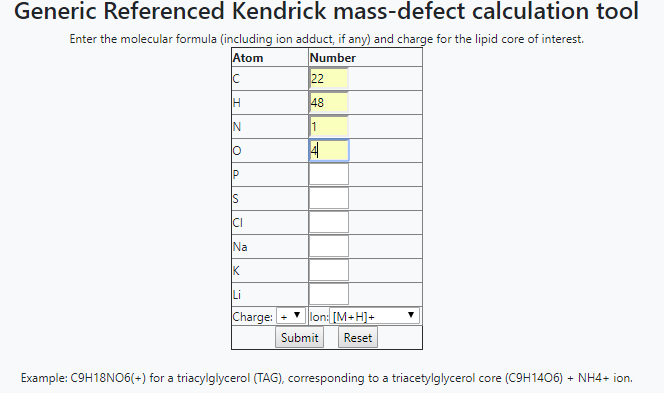 Generic Referenced Kendrick mass-defect calculation tool
Enter the molecular formula (including ion adduct, if any) and charge for the lipid core of interest.
Atom Number
C 22
H 48
N 1
O 4
P
S
Cl
Na
K
Li
Charge: + Ion: [M+H]+
Submit Reset
Example: C9H18NO6(+) for a triacylglycerol (TAG), corresponding to a triacetylglycerol core (C9H14O6) + NH4+ ion.